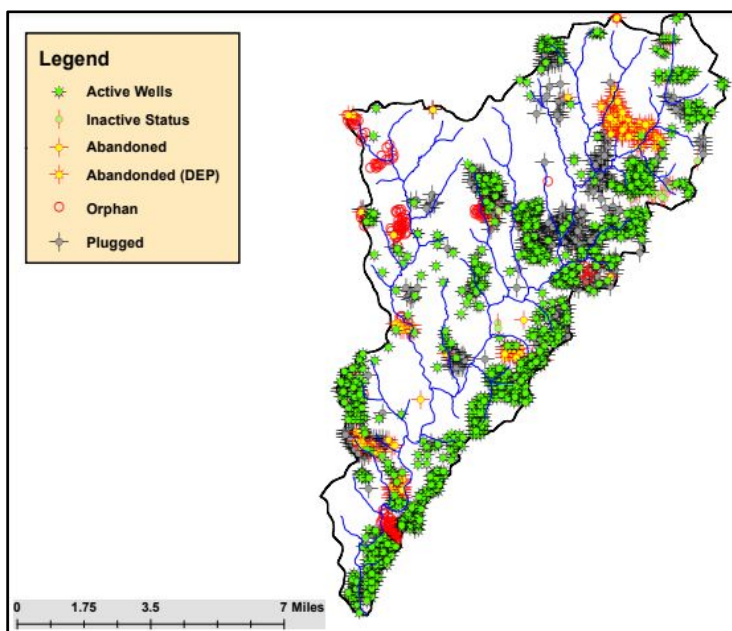 Legend
Active Wells
Inactive Status
Abandoned
Abandonded (DEP)
Orphan
Plugged
0 1.75 3.5 7 Miles